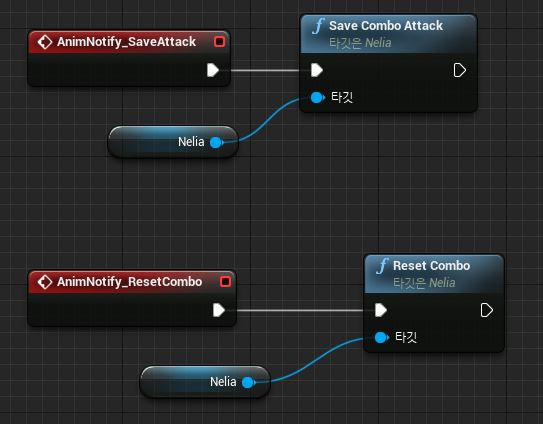 AnimNotify_SaveAttack
Save Combo Attack
타깃은 Nelia
타깃
Nelia
AnimNotify_ResetCombo
Reset Combo
타깃은 Nelia
타깃
Nelia